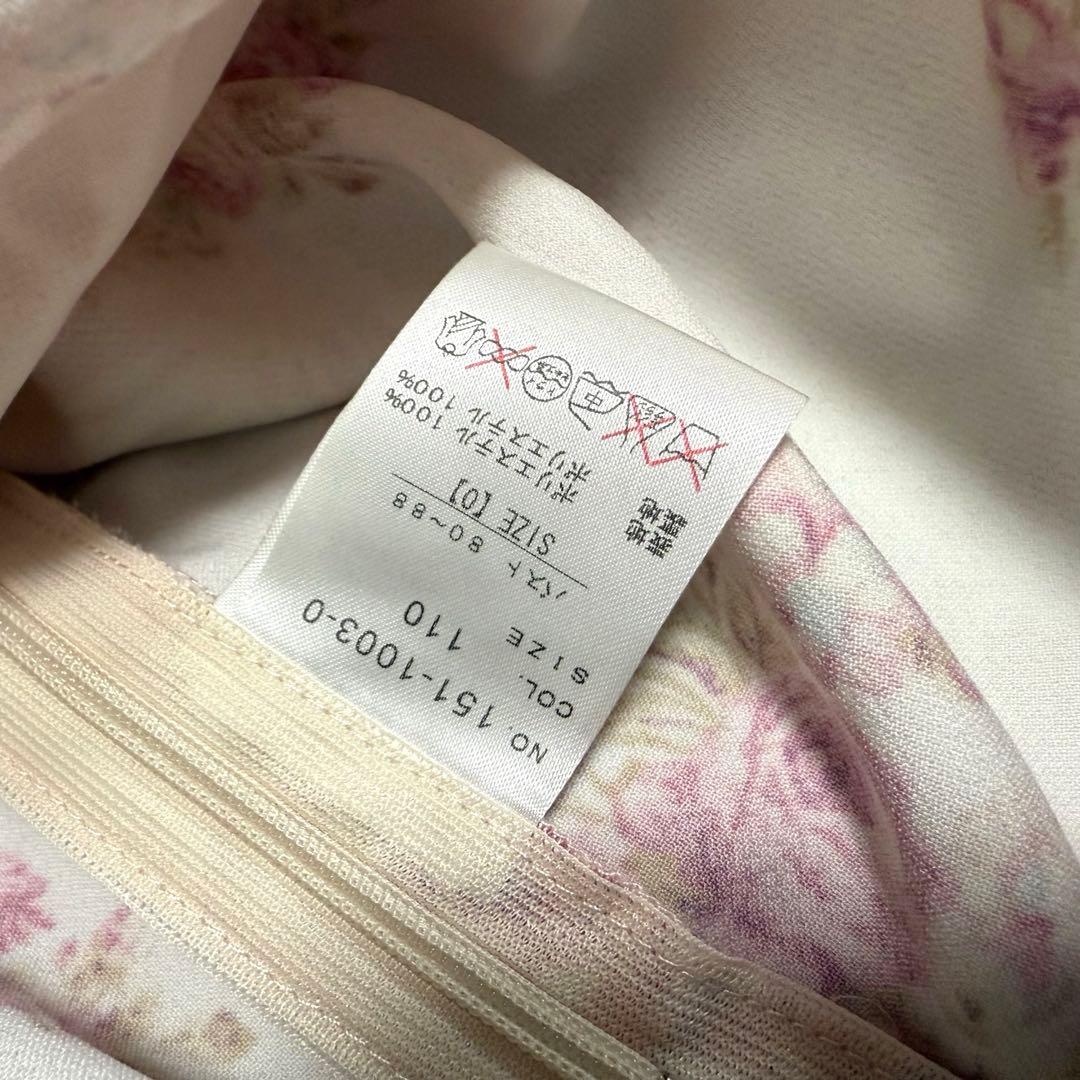 NO. 151-1003-0
COL. 110
SIZE
バスト 80~88
SIZE [0]
表地 ポリエステル 100%
裏地 ポリエステル 100%
中